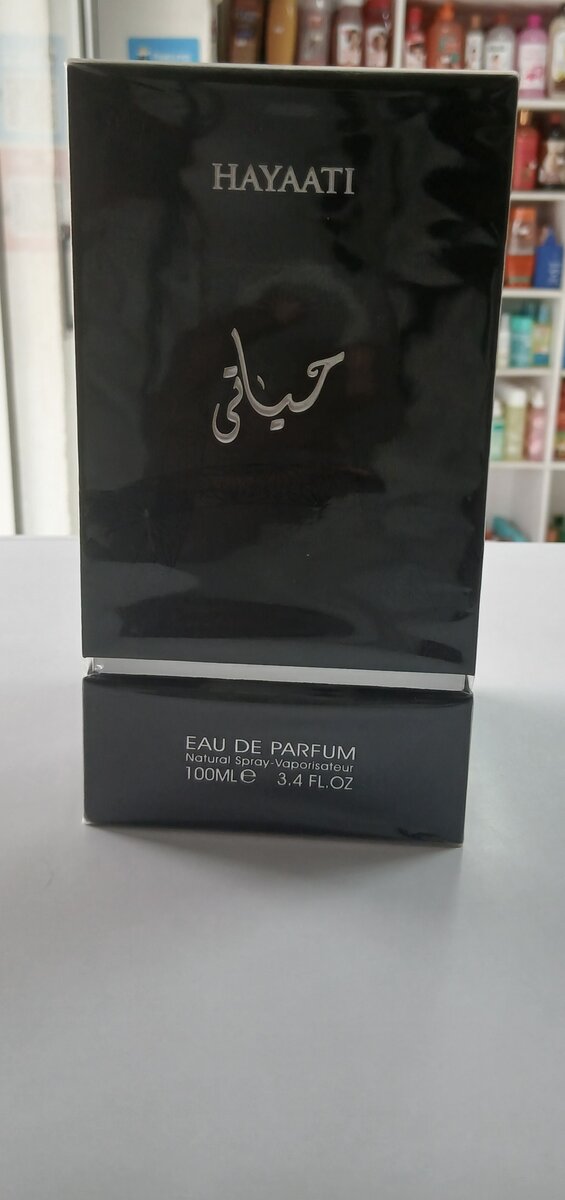 HAYAATI
حياتي
EAU DE PARFUM
Natural Spray-Vaporisateur
100ML℮ 3.4 FL.OZ